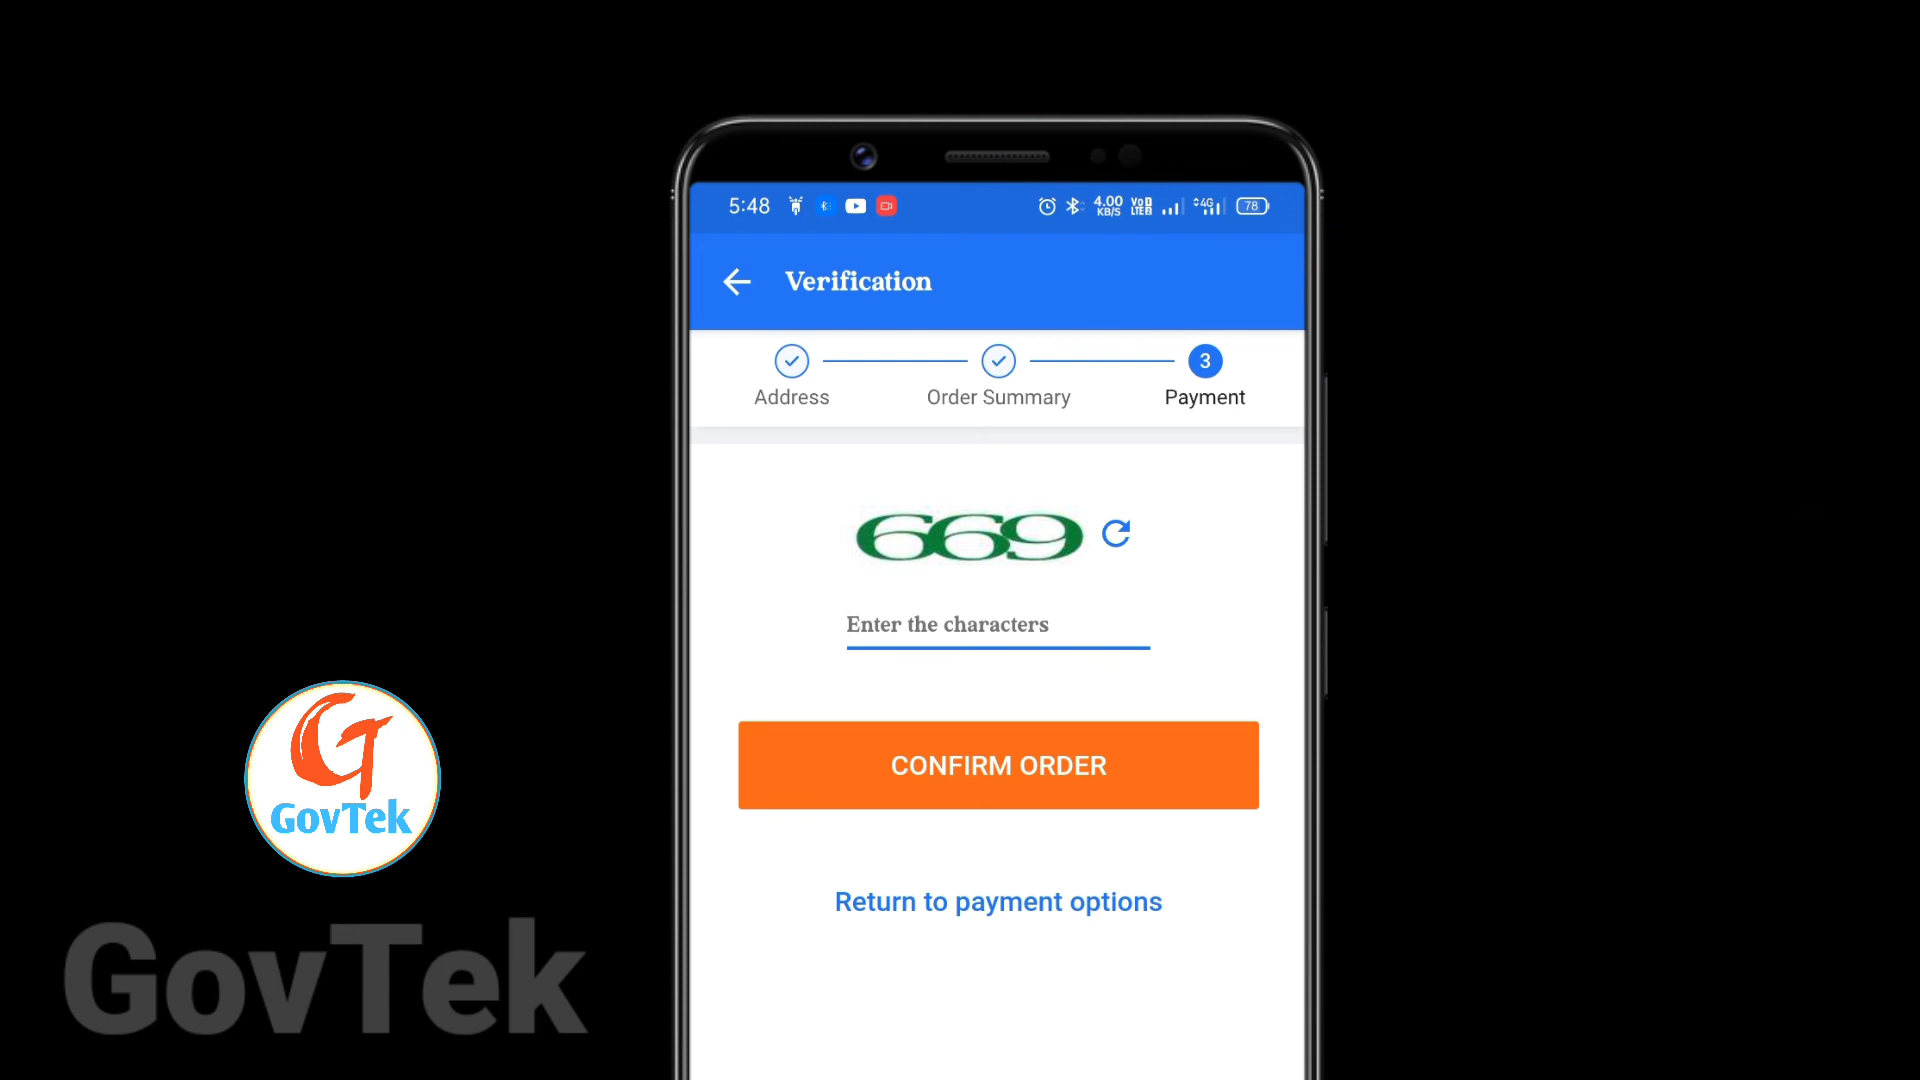 5:48
4.00
KB/S
Vo
LTE
4G
78
Verification
3
Address
Order Summary
Payment
669
Enter the characters
CONFIRM ORDER
Return to payment options
G
GovTek
GovTek